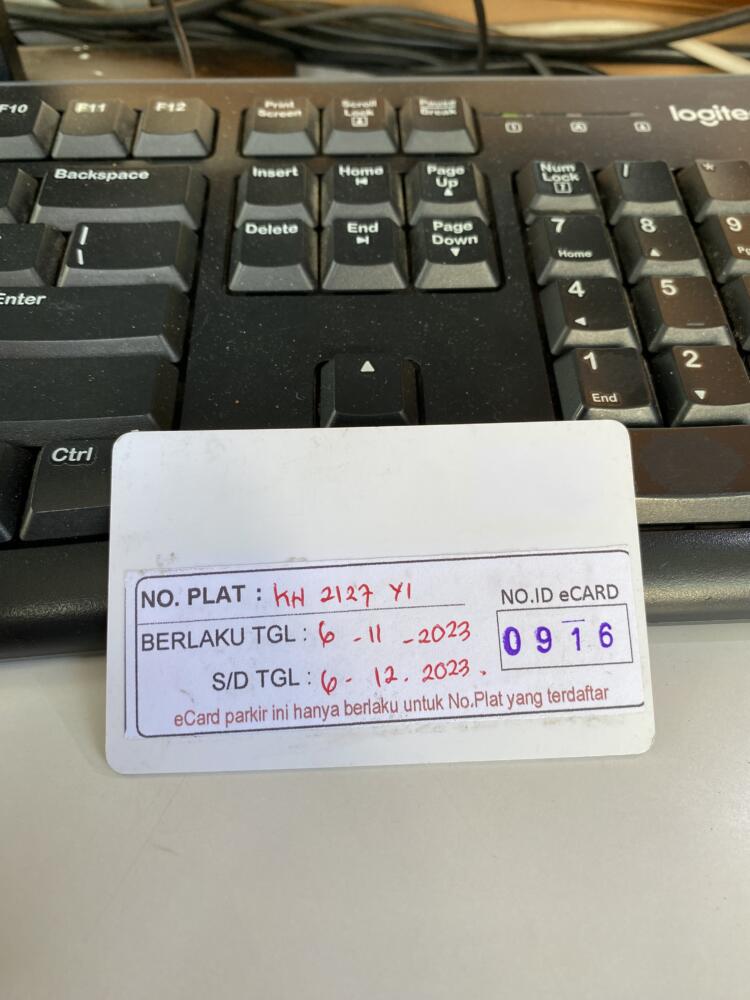 F10 F11 F12 Print Screen Scroll Lock Pause Break
logite
Backspace Insert Home Page Up Num Lock / *
Delete End Page Down 7 Home 8 9
Enter 4 5
1 End 2
Ctrl
NO. PLAT : KH 2127 YI
NO.ID eCARD
BERLAKU TGL : 6 - 11 - 2023
0916
S/D TGL : 6 - 12 . 2023 .
eCard parkir ini hanya berlaku untuk No.Plat yang terdaftar